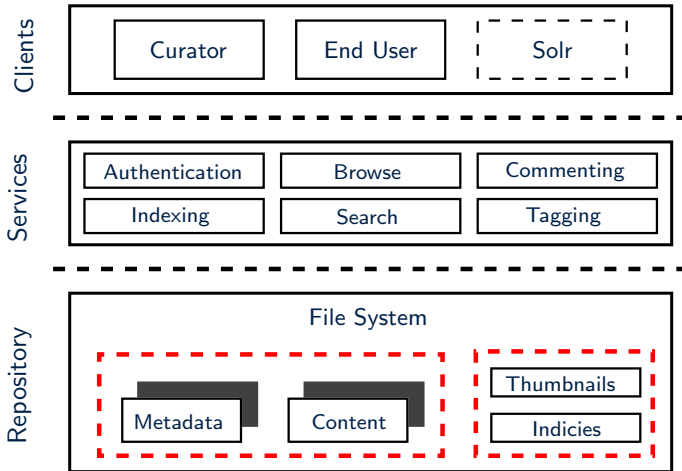 Clients
Curator
End User
Solr
Services
Authentication
Browse
Commenting
Indexing
Search
Tagging
Repository
File System
Metadata
Content
Thumbnails
Indicies